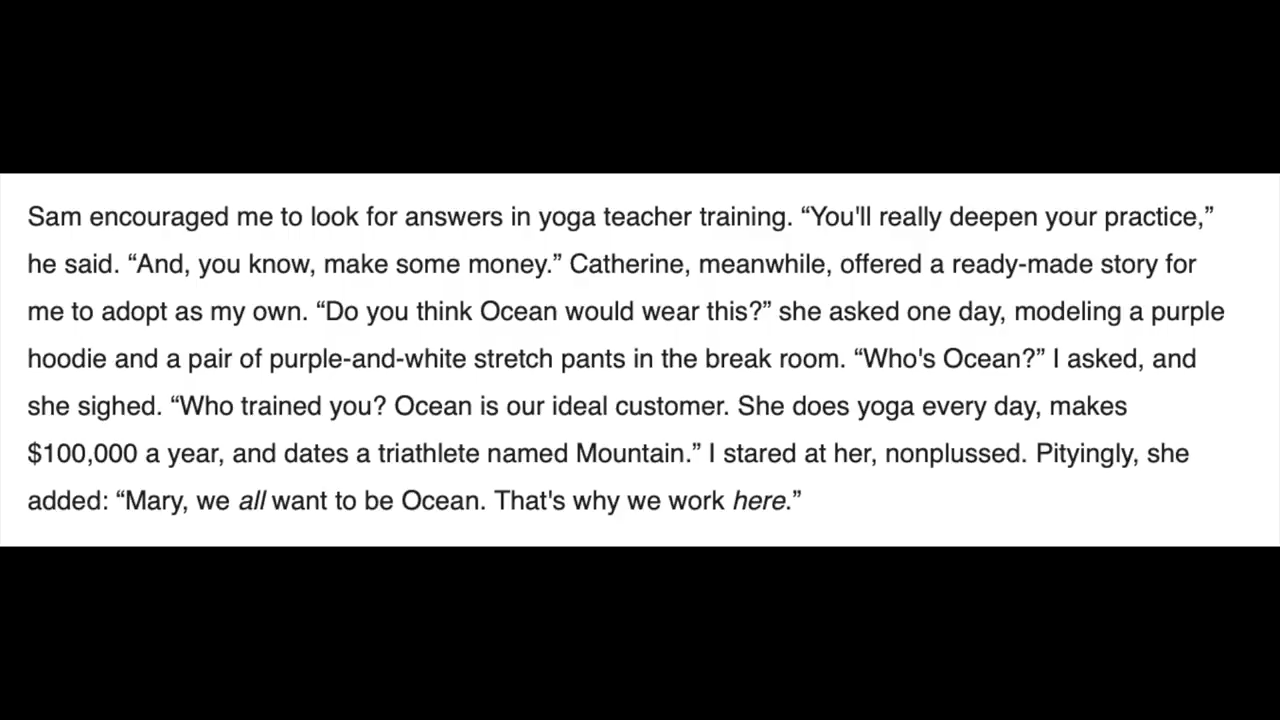 Sam encouraged me to look for answers in yoga teacher training. “You'll really deepen your practice,”
he said. “And, you know, make some money.” Catherine, meanwhile, offered a ready-made story for
me to adopt as my own. “Do you think Ocean would wear this?” she asked one day, modeling a purple
hoodie and a pair of purple-and-white stretch pants in the break room. “Who's Ocean?” I asked, and
she sighed. “Who trained you? Ocean is our ideal customer. She does yoga every day, makes
$100,000 a year, and dates a triathlete named Mountain.” I stared at her, nonplussed. Pityingly, she
added: “Mary, we all want to be Ocean. That's why we work here.”